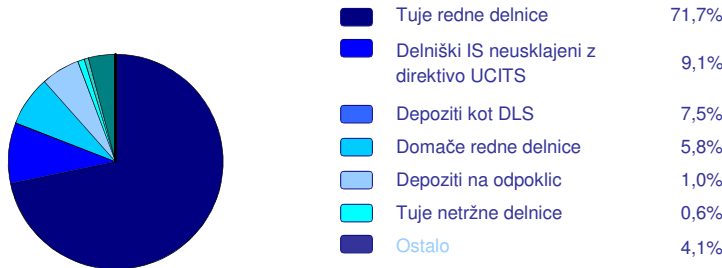 Tuje redne delnice 71,7%
Delniški IS neusklajeni z
direktivo UCITS 9,1%
Depoziti kot DLS 7,5%
Domače redne delnice 5,8%
Depoziti na odpoklic 1,0%
Tuje netržne delnice 0,6%
Ostalo 4,1%